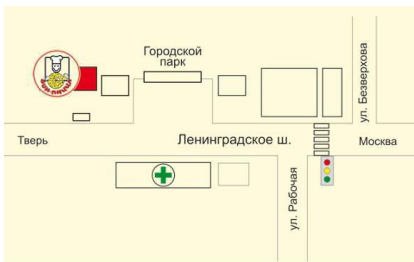 Городской
парк
ул. Безверхова
Тверь
Ленинградское ш.
Москва
ул. Рабочая